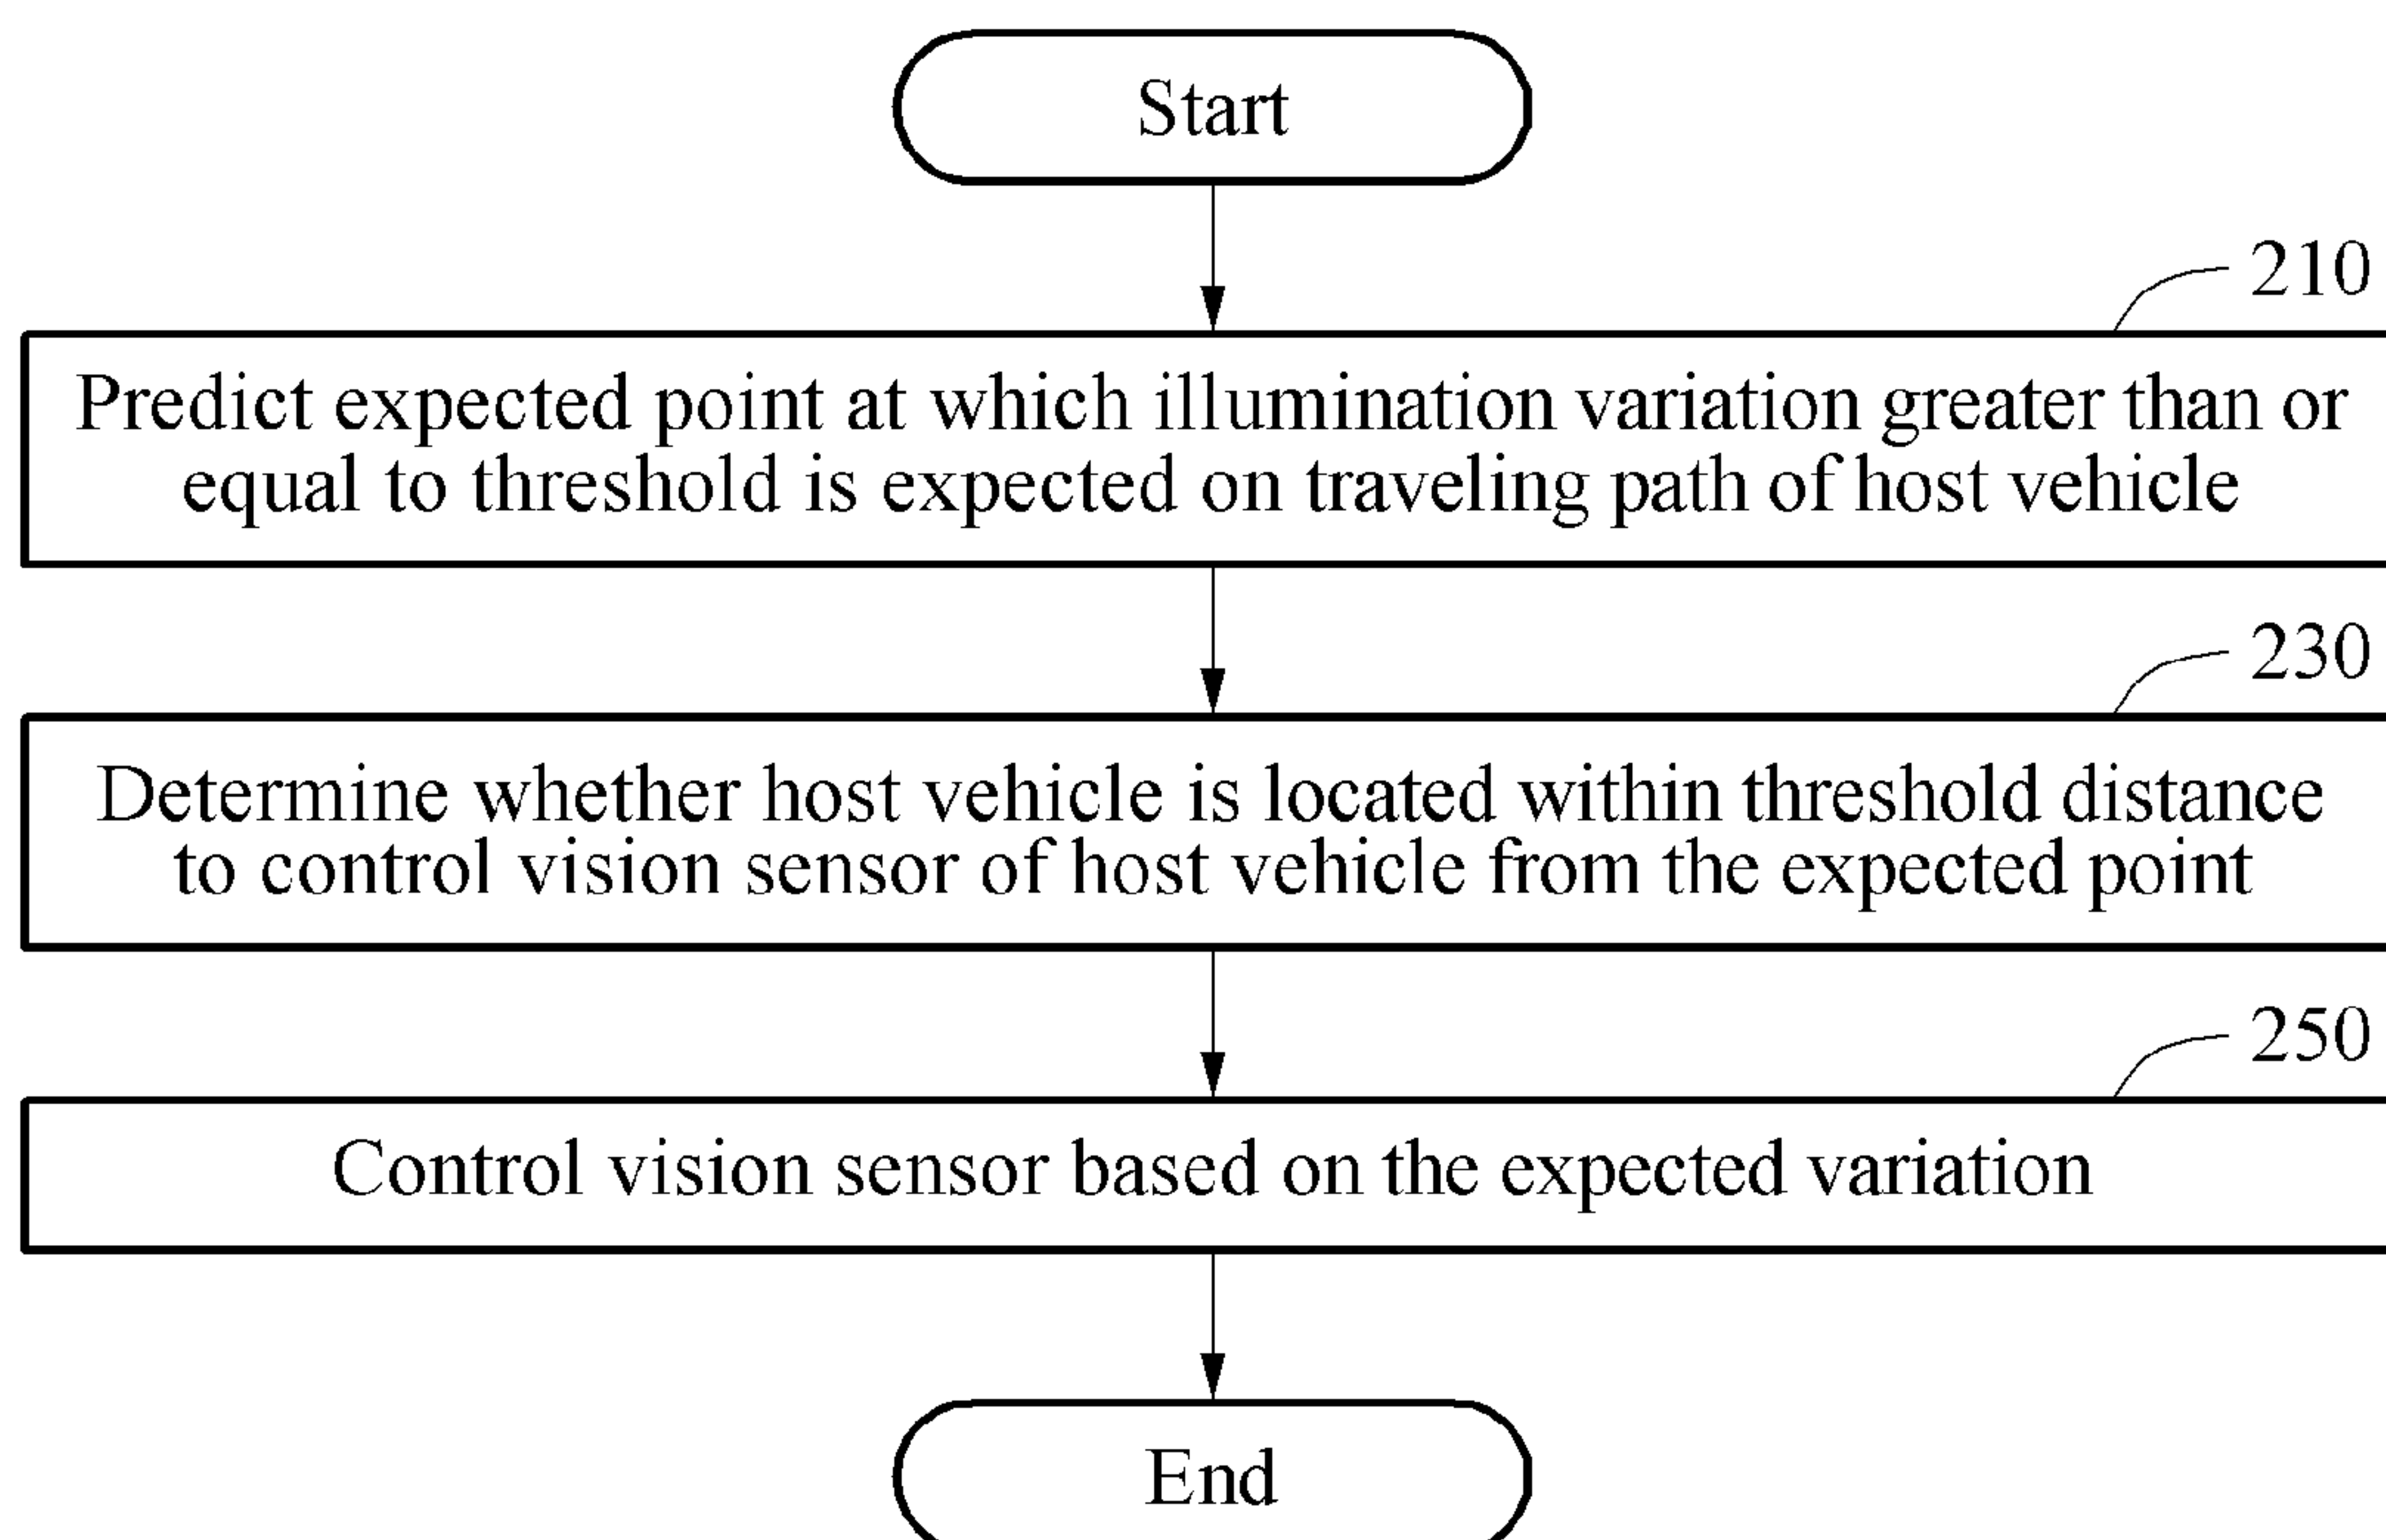 Start
210
Predict expected point at which illumination variation greater than or
equal to threshold is expected on traveling path of host vehicle
230
Determine whether host vehicle is located within threshold distance
to control vision sensor of host vehicle from the expected point
250
Control vision sensor based on the expected variation
End